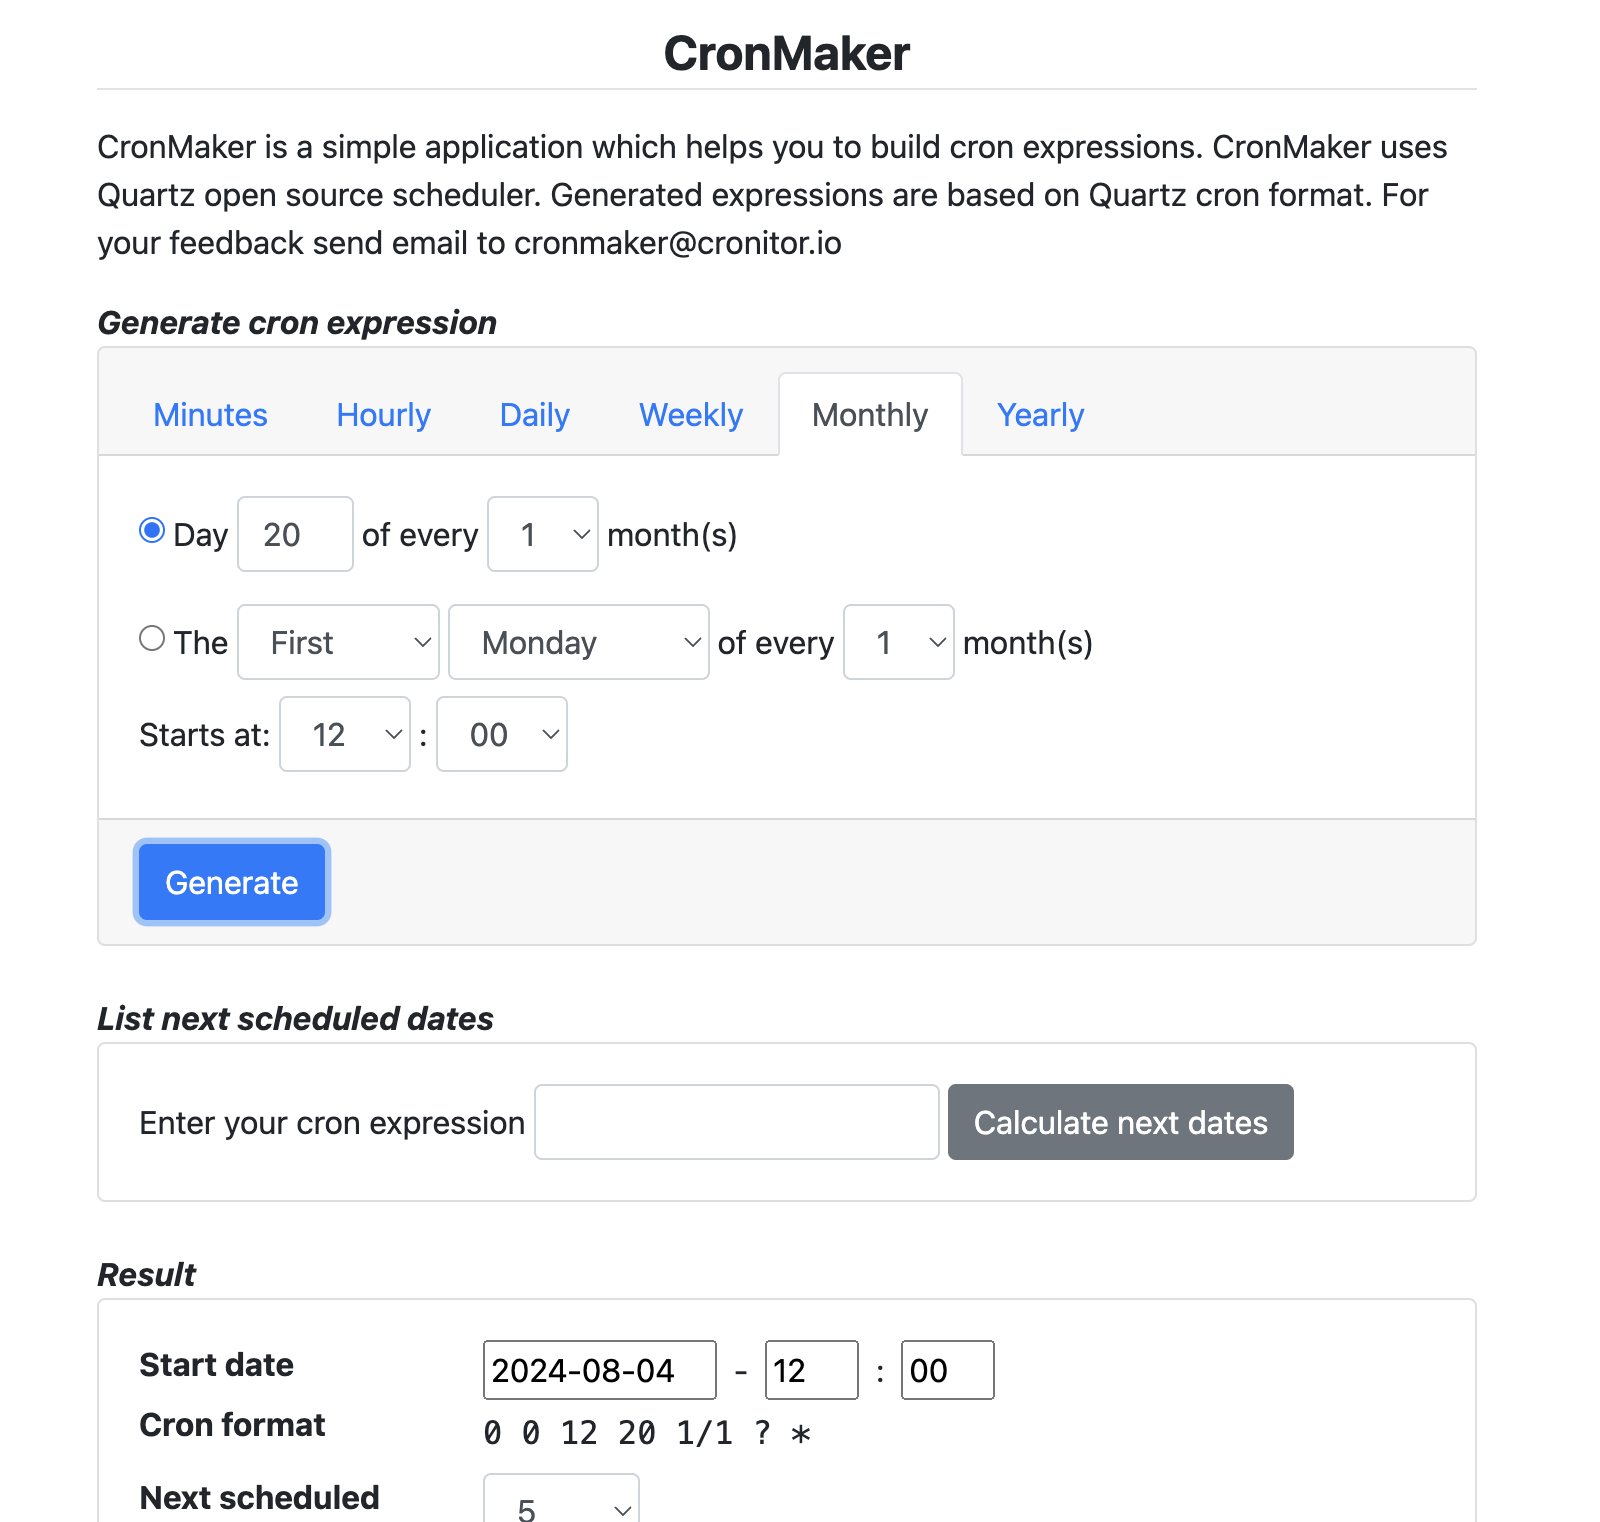 CronMaker
CronMaker is a simple application which helps you to build cron expressions. CronMaker uses
Quartz open source scheduler. Generated expressions are based on Quartz cron format. For
your feedback send email to cronmaker@cronitor.io
Generate cron expression
Minutes Hourly Daily Weekly Monthly Yearly
Day 20 of every 1 month(s)
The First Monday of every 1 month(s)
Starts at: 12 : 00
Generate
List next scheduled dates
Enter your cron expression Calculate next dates
Result
Start date 2024-08-04 - 12 : 00
Cron format 0 0 12 20 1/1 ? *
Next scheduled 5